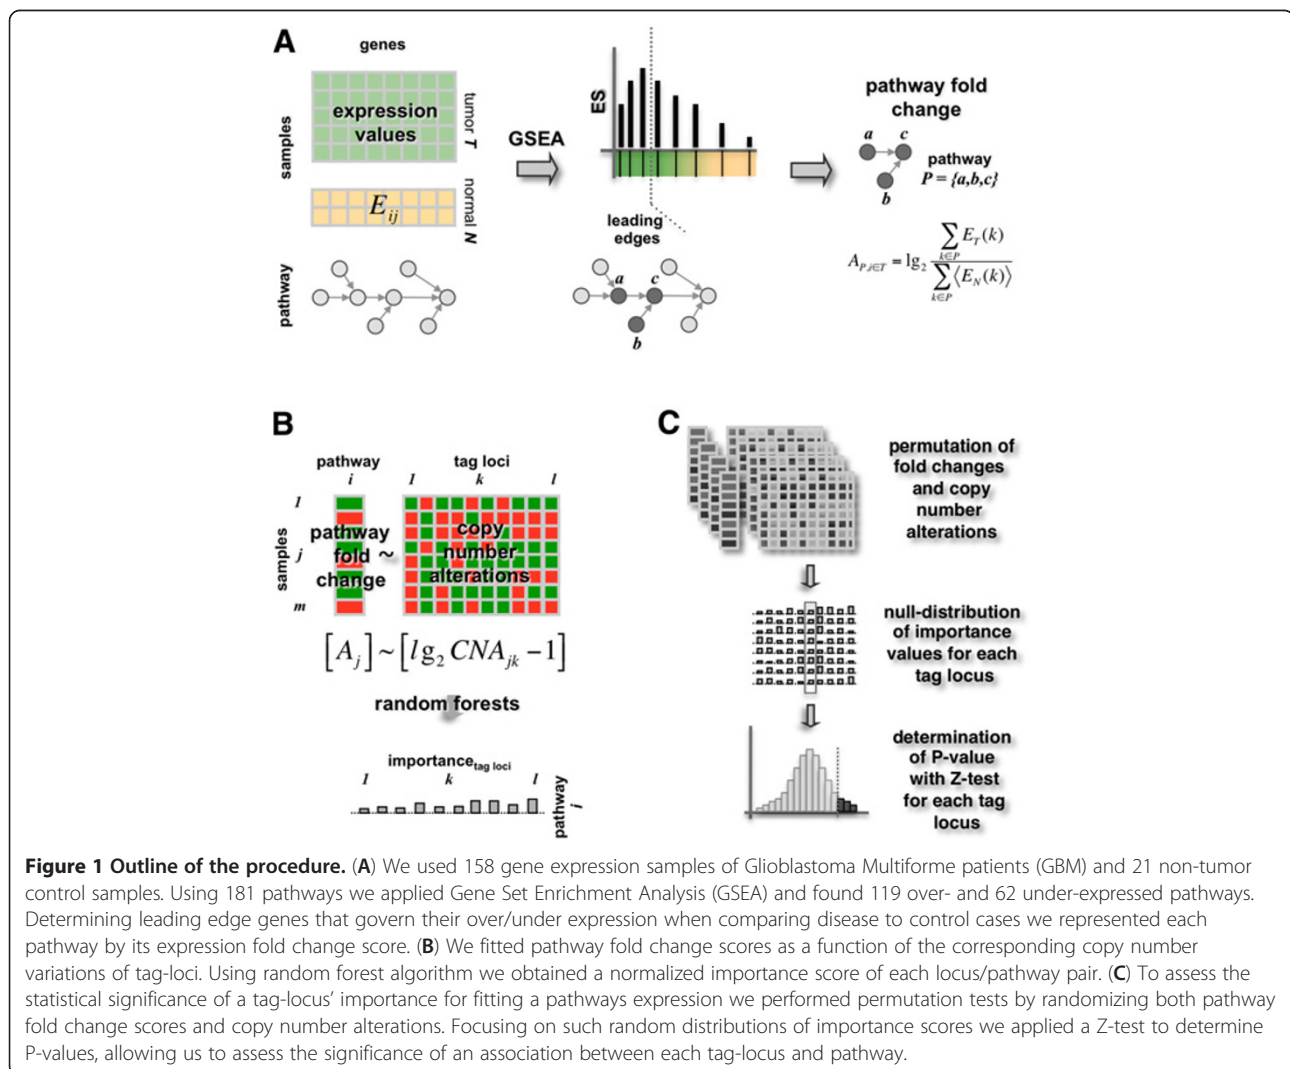 A
genes
samples
expression
values
tumor T
E_ij
normal N
pathway
GSEA
ES
leading
edges
a
c
b
pathway fold
change
a
c
b
pathway
P = {a,b,c}
A_{P,i∈T} = lg_2 \frac{\sum_{k∈P} E_T(k)}{\sum_{k∈P} ⟨E_N(k)⟩}
B
pathway
tag loci
i
1
k
l
samples
1
j
m
pathway
fold
change
~
copy
number
alterations
[A_j] ~ [lg_2 CNA_jk – 1]
random forests
importance_tag loci
1
k
l
pathway
i
C
permutation of
fold changes
and copy
number
alterations
null-distribution
of importance
values for each
tag locus
determination
of P-value
with Z-test
for each tag
locus
Figure 1 Outline of the procedure. (A) We used 158 gene expression samples of Glioblastoma Multiforme patients (GBM) and 21 non-tumor
control samples. Using 181 pathways we applied Gene Set Enrichment Analysis (GSEA) and found 119 over- and 62 under-expressed pathways.
Determining leading edge genes that govern their over/under expression when comparing disease to control cases we represented each
pathway by its expression fold change score. (B) We fitted pathway fold change scores as a function of the corresponding copy number
variations of tag-loci. Using random forest algorithm we obtained a normalized importance score of each locus/pathway pair. (C) To assess the
statistical significance of a tag-locus’ importance for fitting a pathways expression we performed permutation tests by randomizing both pathway
fold change scores and copy number alterations. Focusing on such random distributions of importance scores we applied a Z-test to determine
P-values, allowing us to assess the significance of an association between each tag-locus and pathway.